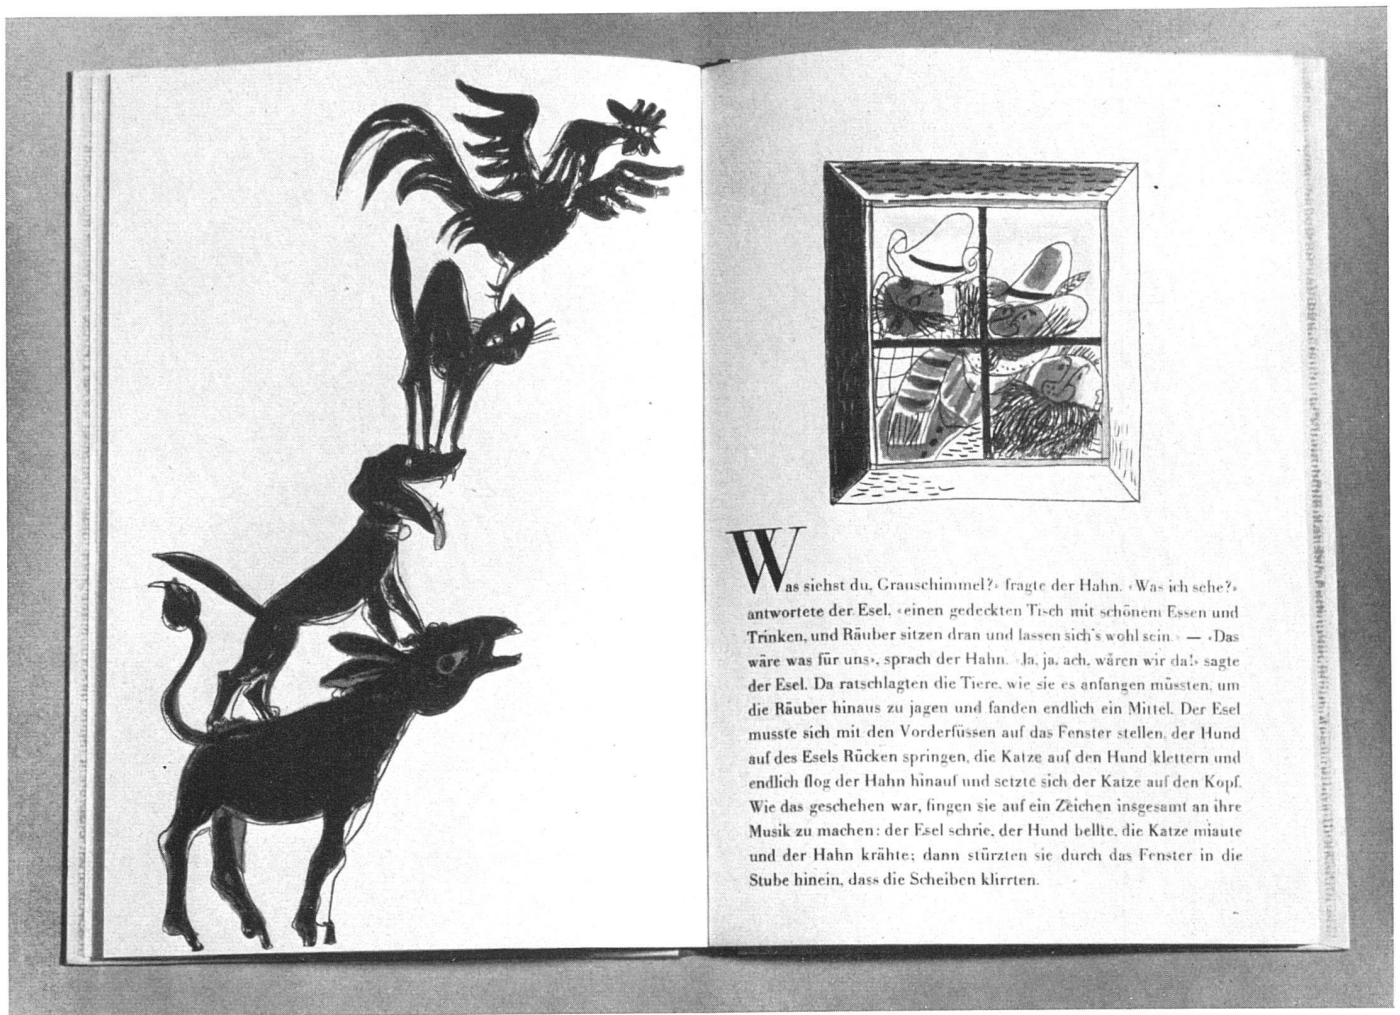 Was siehst du, Grauschimmel?› fragte der Hahn. ‹Was ich sehe?›
antwortete der Esel, ‹einen gedeckten Tisch mit schönem Essen und
Trinken, und Räuber sitzen dran und lassen sich's wohl sein.› — ‹Das
wäre was für uns›, sprach der Hahn. ‹Ja, ja, ach, wären wir da!› sagte
der Esel. Da ratschlagten die Tiere, wie sie es anfangen müssten, um
die Räuber hinaus zu jagen und fanden endlich ein Mittel. Der Esel
musste sich mit den Vorderfüssen auf das Fenster stellen, der Hund
auf des Esels Rücken springen, die Katze auf den Hund klettern und
endlich flog der Hahn hinauf und setzte sich der Katze auf den Kopf.
Wie das geschehen war, fingen sie auf ein Zeichen insgesamt an ihre
Musik zu machen: der Esel schrie, der Hund bellte, die Katze miaute
und der Hahn krähte; dann stürzten sie durch das Fenster in die
Stube hinein, dass die Scheiben klirrten.